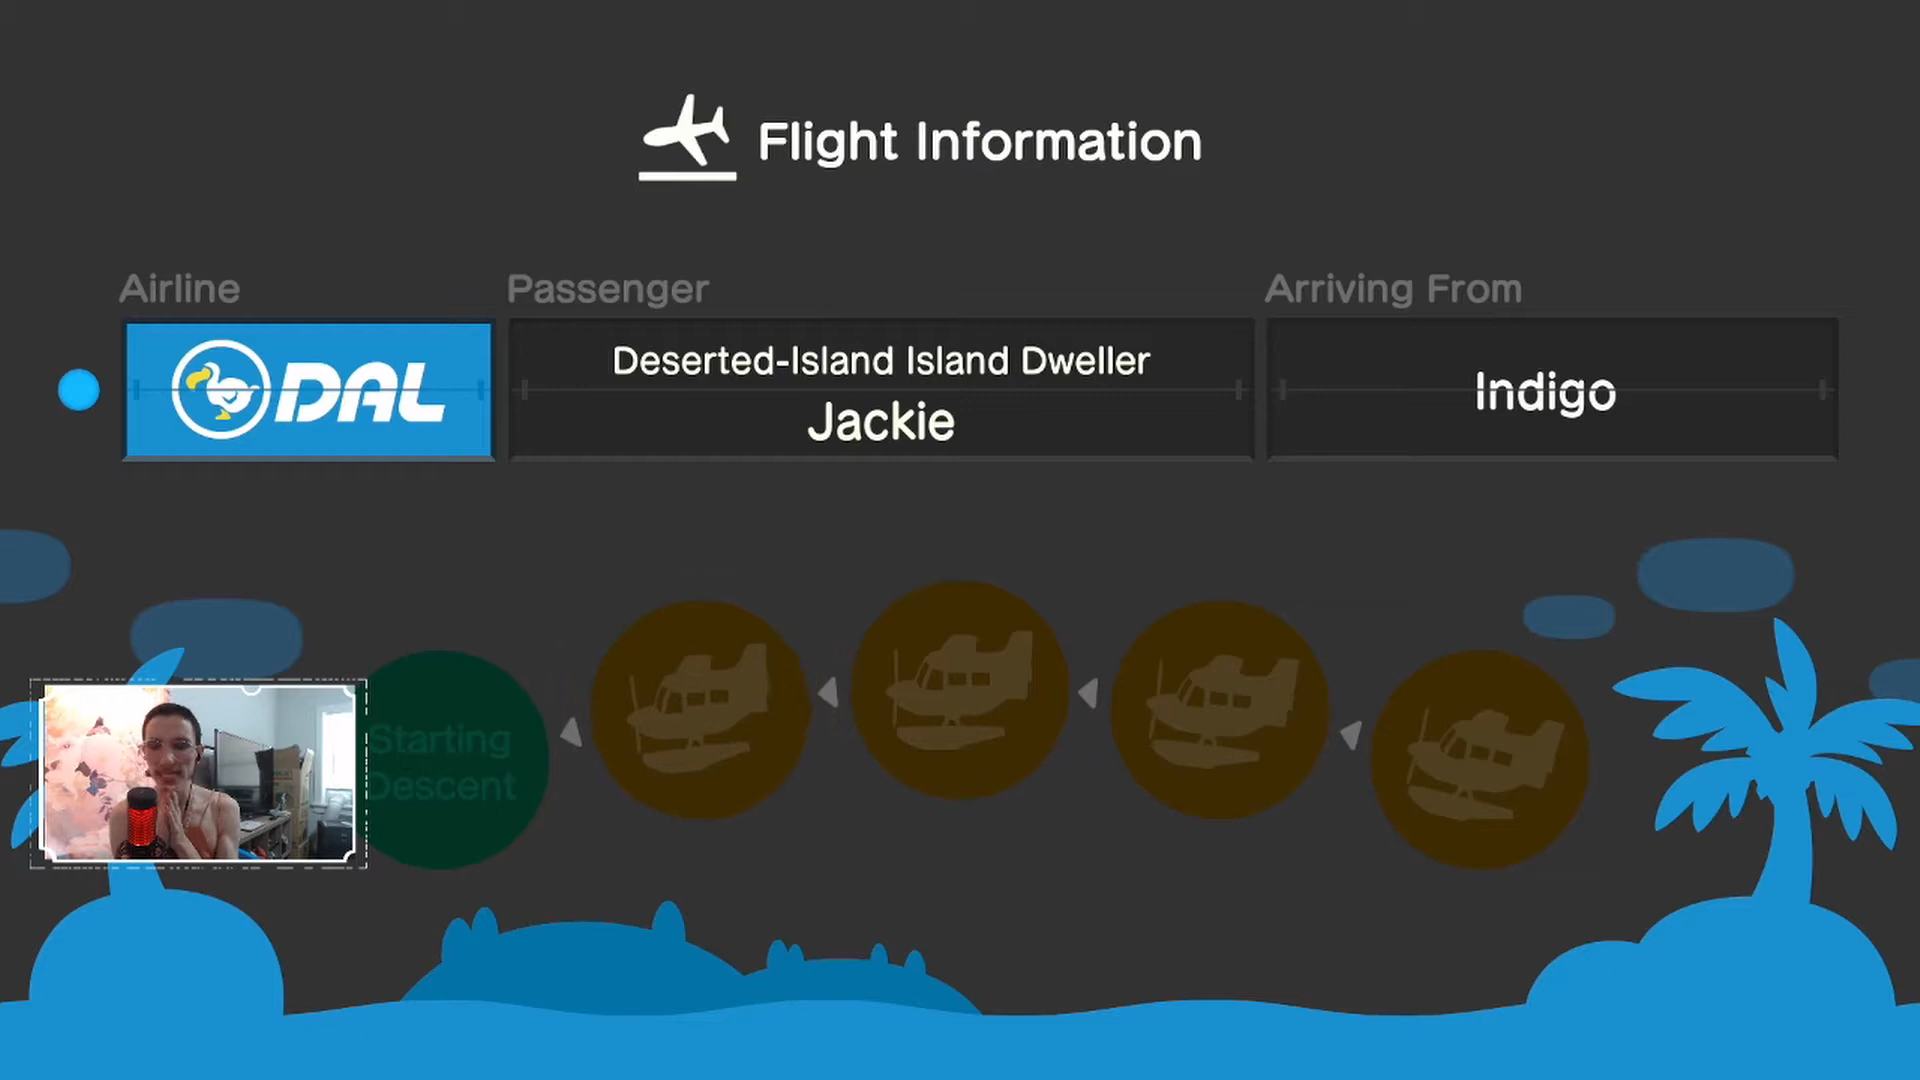 Flight Information
Airline
Passenger
Arriving From
DAL
Deserted-Island Island Dweller
Jackie
Indigo
Starting
Descent